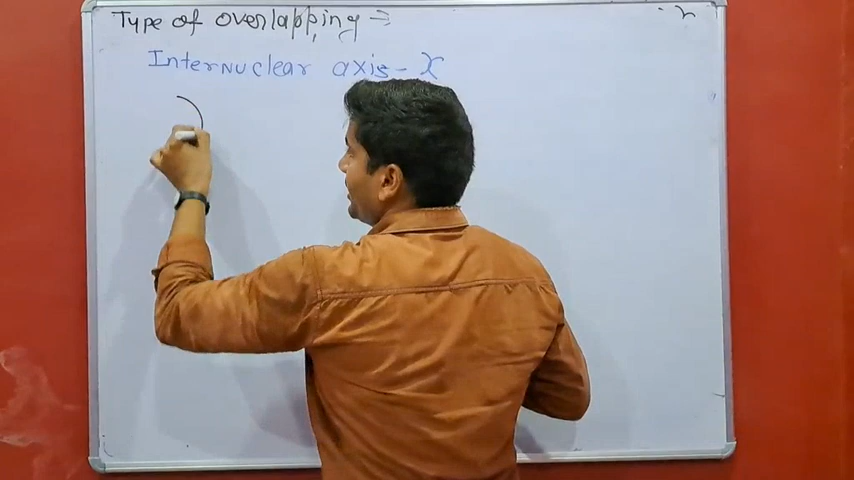 Type of overlapping ⇒
Internuclear axis - X